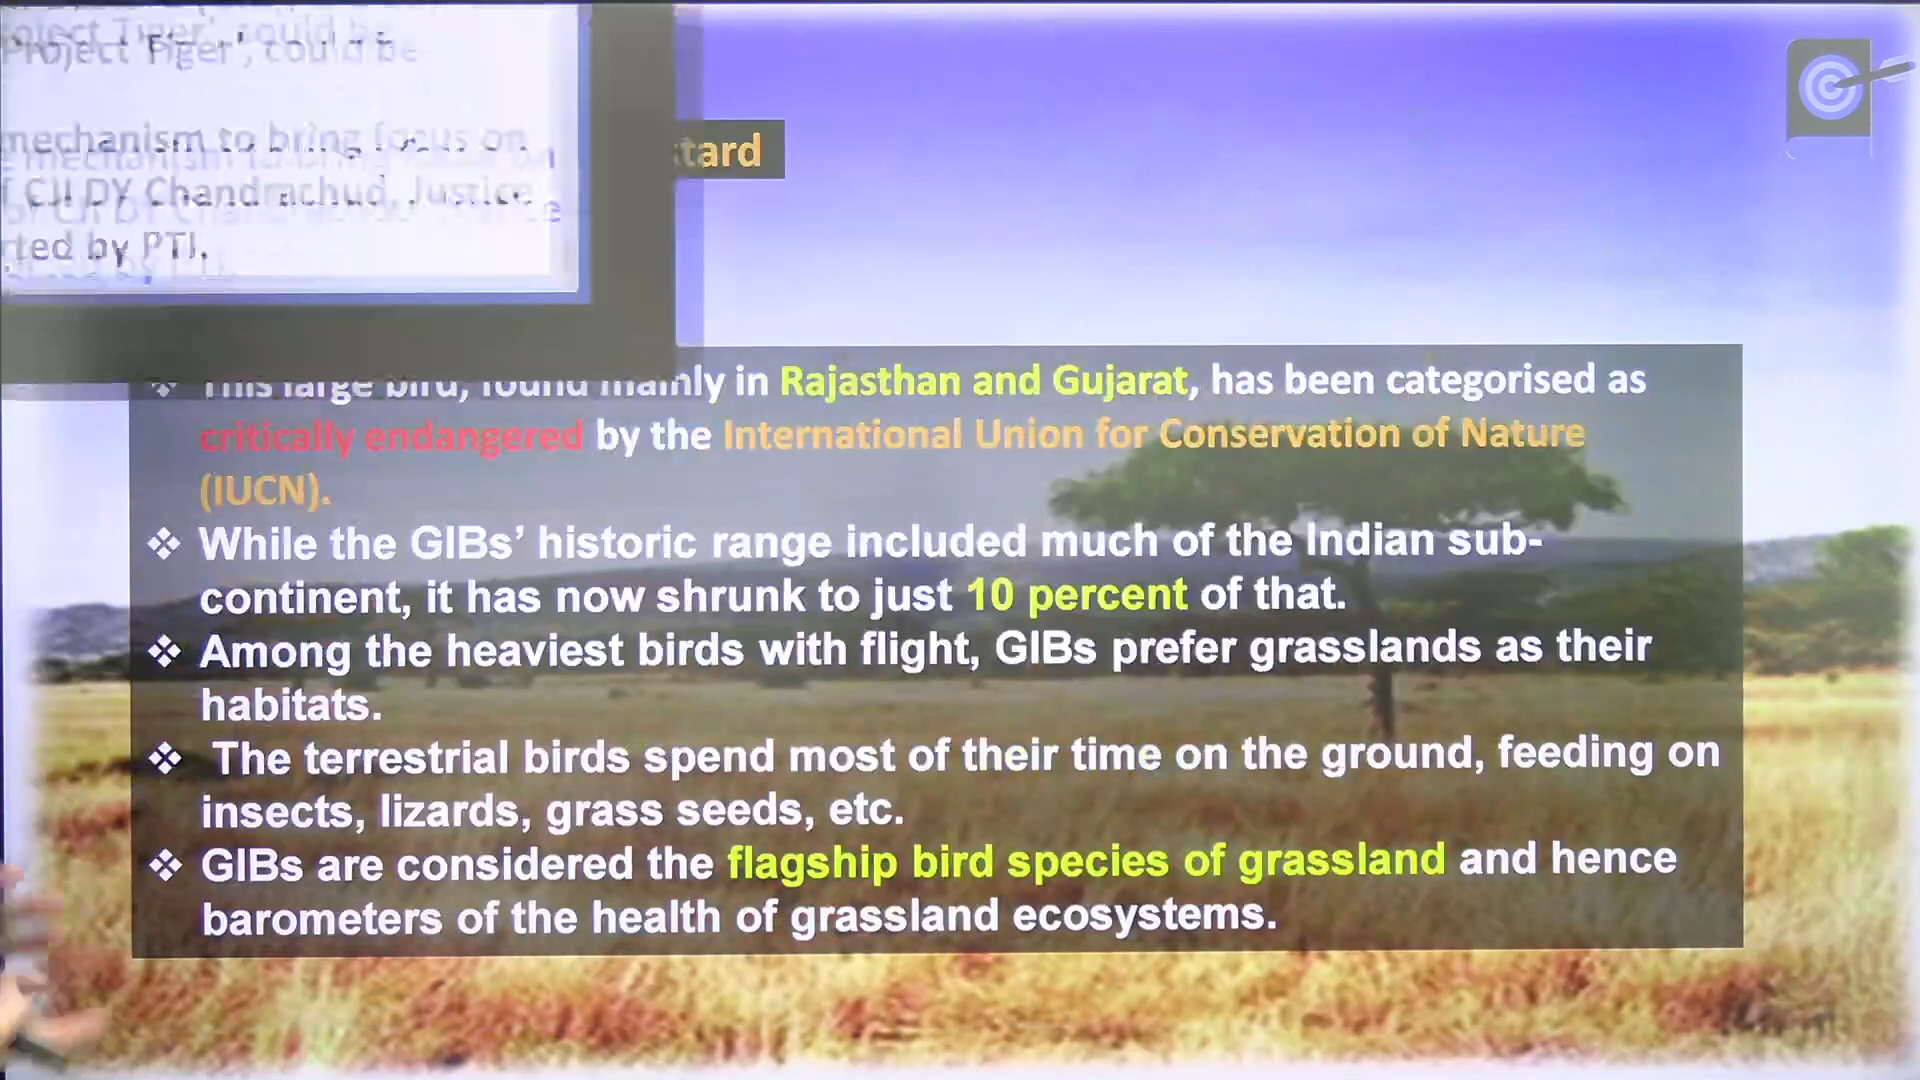 Project Tiger', could be
mechanism to bring focus on
f CJI DY Chandrachud, Justice
rted by PTI.
tard
❖ This large bird, found mainly in Rajasthan and Gujarat, has been categorised as
critically endangered by the International Union for Conservation of Nature
(IUCN).
❖ While the GIBs' historic range included much of the Indian sub-
continent, it has now shrunk to just 10 percent of that.
❖ Among the heaviest birds with flight, GIBs prefer grasslands as their
habitats.
❖ The terrestrial birds spend most of their time on the ground, feeding on
insects, lizards, grass seeds, etc.
❖ GIBs are considered the flagship bird species of grassland and hence
barometers of the health of grassland ecosystems.